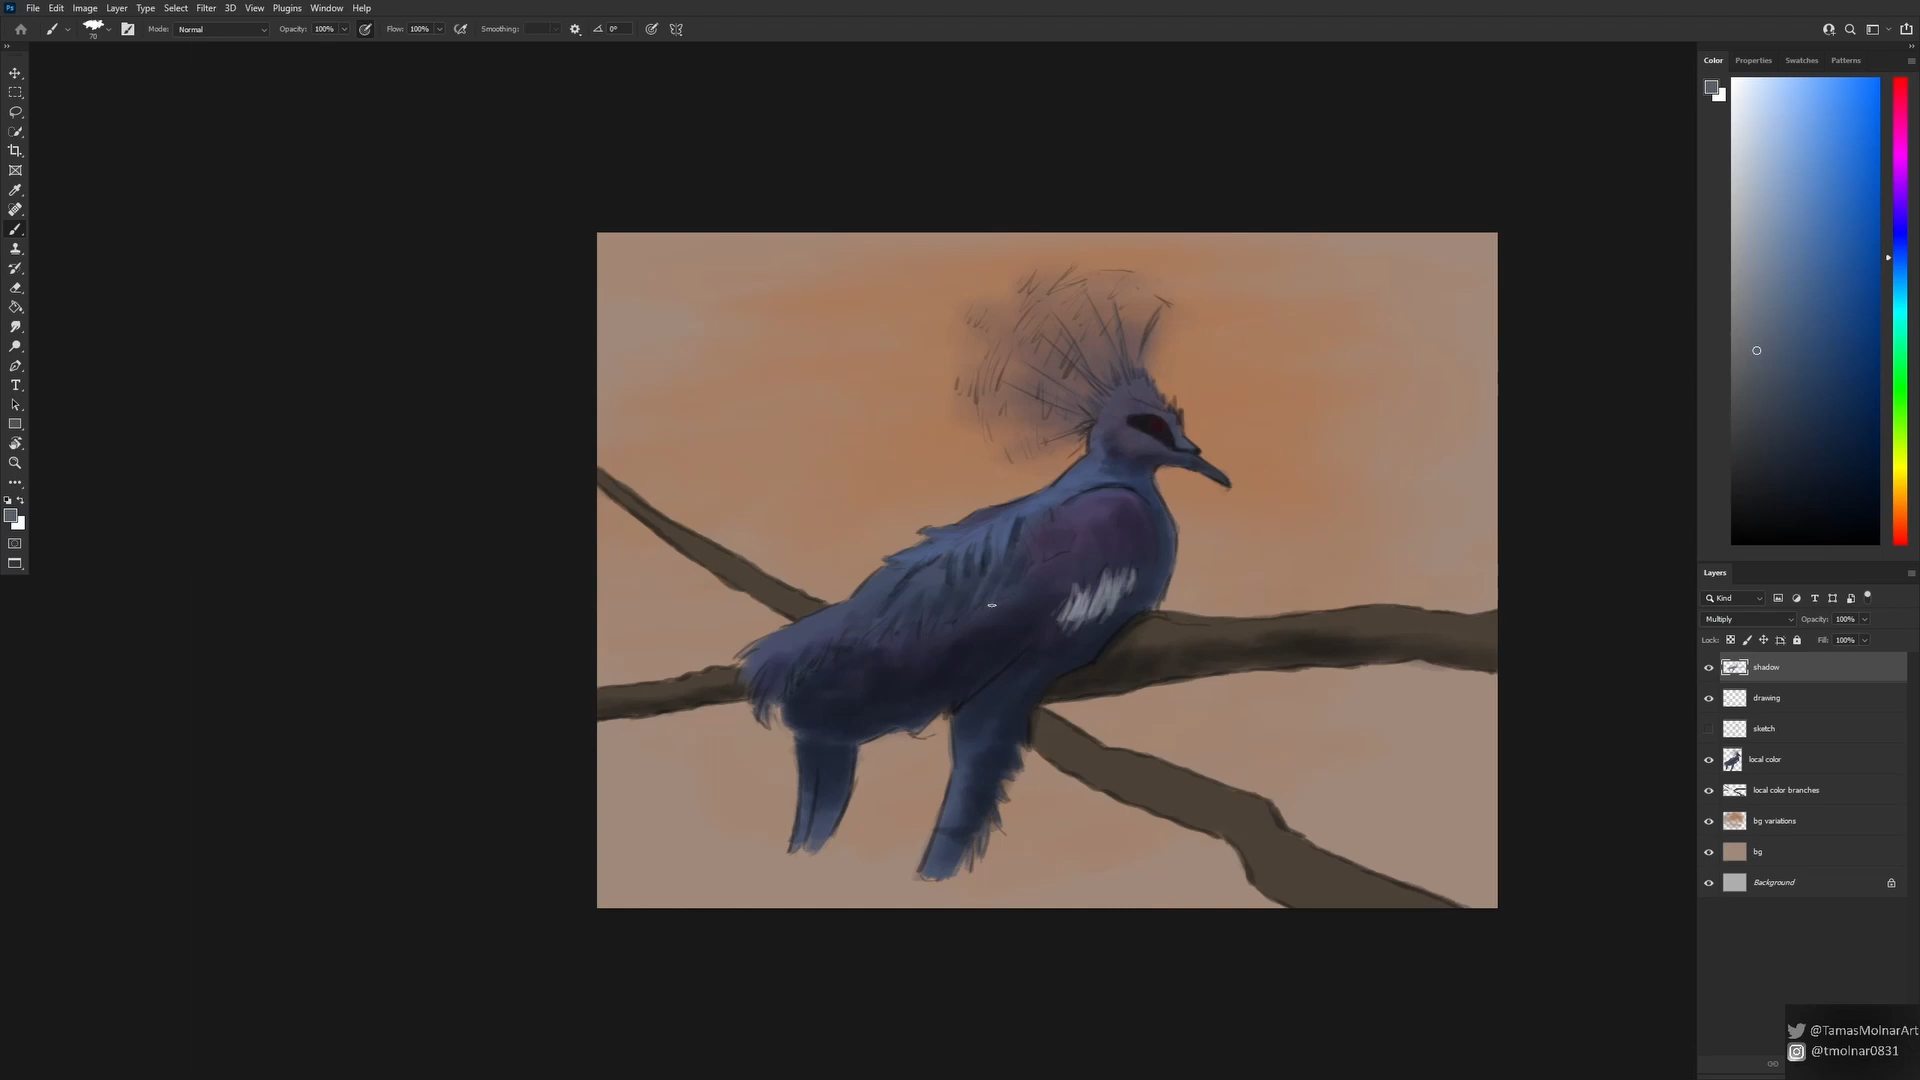 Ps File Edit Image Layer Type Select Filter 3D View Plugins Window Help
70 Mode: Normal Opacity: 100% Flow: 100% Smoothing: 0°
Color Properties Swatches Patterns
Layers
Kind
Multiply Opacity: 100%
Lock: Fill: 100%
shadow
drawing
sketch
local color
local color branches
bg variations
bg
Background
@TamasMolnarArt
@tmolnar0831